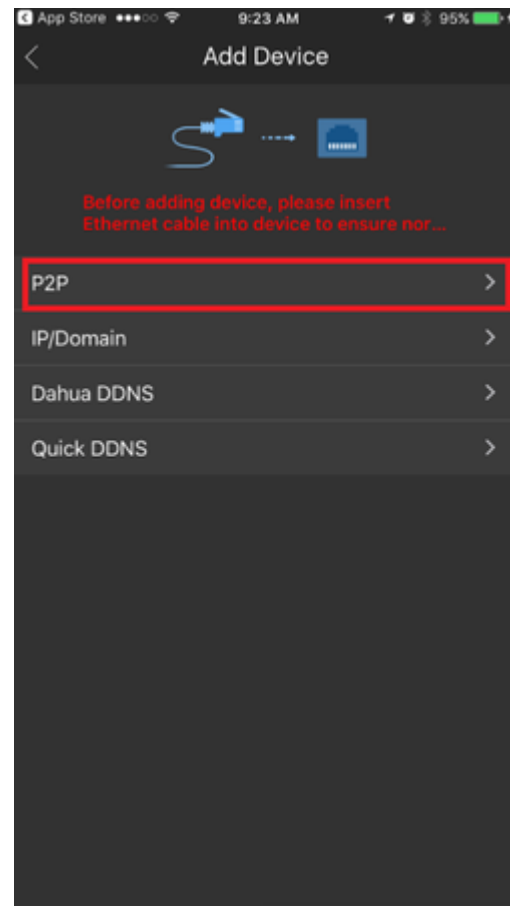 App Store 9:23 AM 95%
Add Device
Before adding device, please insert
Ethernet cable into device to ensure nor...
P2P
IP/Domain
Dahua DDNS
Quick DDNS